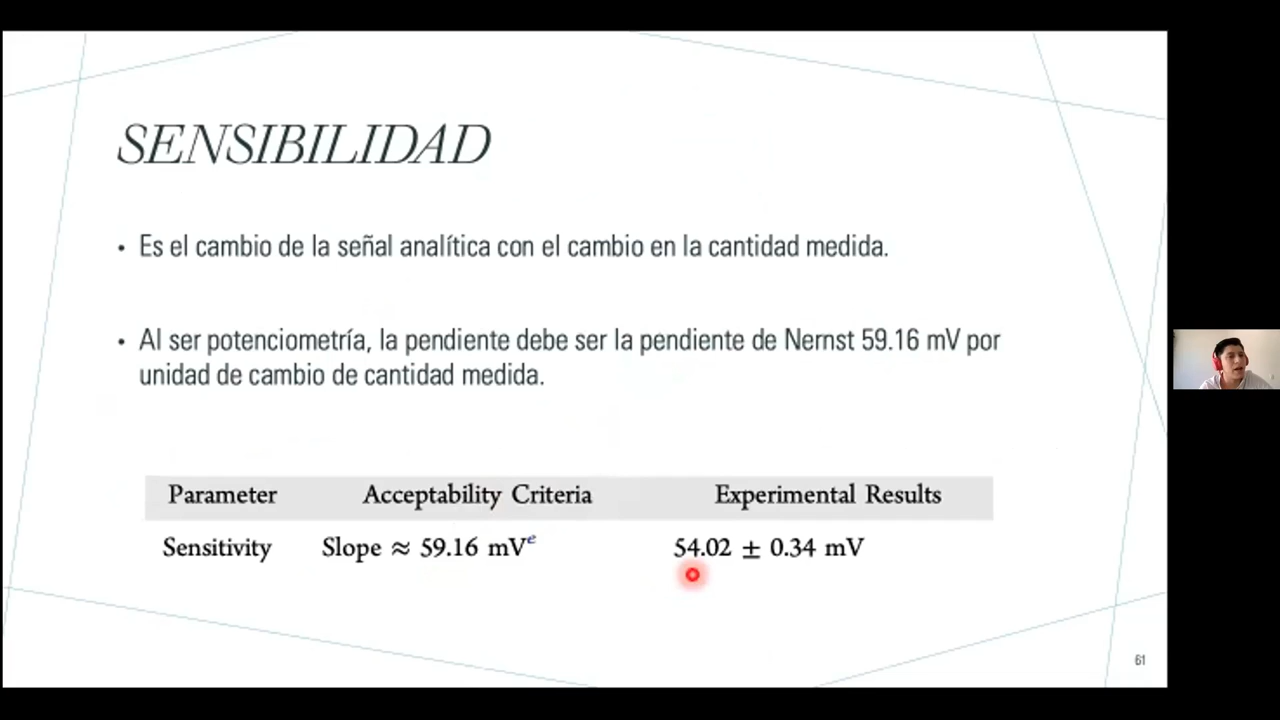 SENSIBILIDAD
• Es el cambio de la señal analítica con el cambio en la cantidad medida.
• Al ser potenciometría, la pendiente debe ser la pendiente de Nernst 59.16 mV por
unidad de cambio de cantidad medida.
Parameter Acceptability Criteria Experimental Results
Sensitivity Slope ≈ 59.16 mVᵉ 54.02 ± 0.34 mV
61